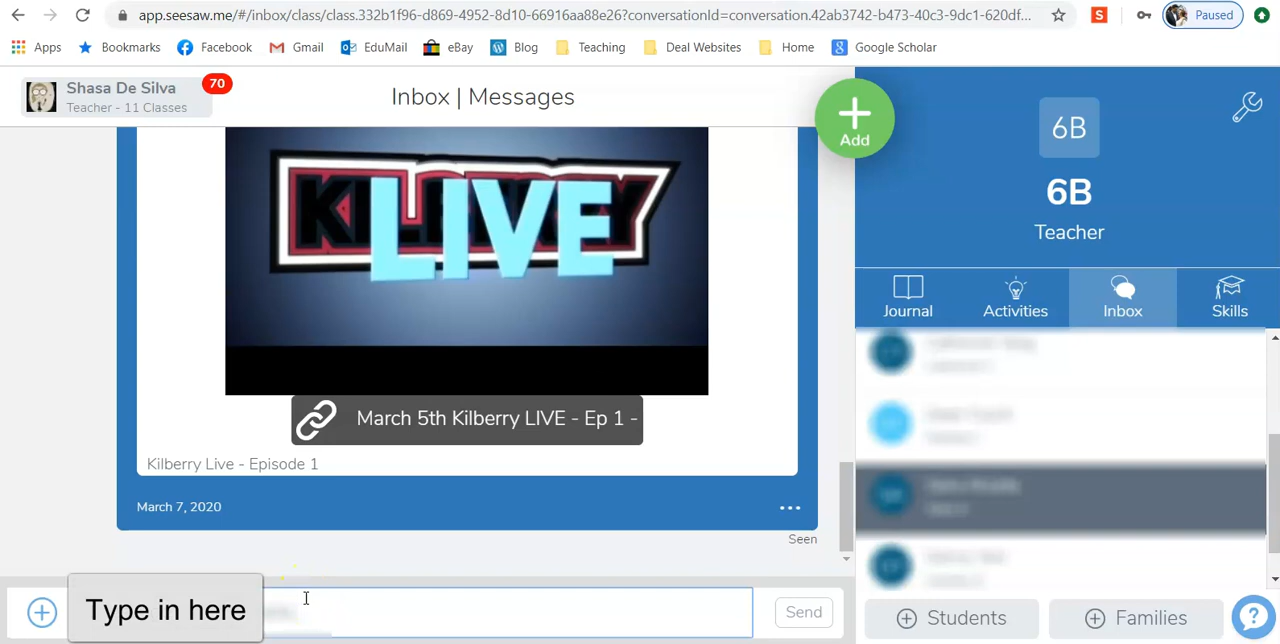 app.seesaw.me/#/inbox/class/class.332b1f96-d869-4952-8d10-66916aa88e26?conversationId=conversation.42ab3742-b473-40c3-9dc1-620df...
S
Paused
Apps
Bookmarks
Facebook
Gmail
EduMail
eBay
Blog
Teaching
Deal Websites
Home
Google Scholar
Shasa De Silva
Teacher - 11 Classes
70
Inbox | Messages
Add
6B
6B
Teacher
Journal
Activities
Inbox
Skills
KILBERRY
LIVE
March 5th Kilberry LIVE - Ep 1 -
Kilberry Live - Episode 1
March 7, 2020
Seen
Type in here
Send
Students
Families
?